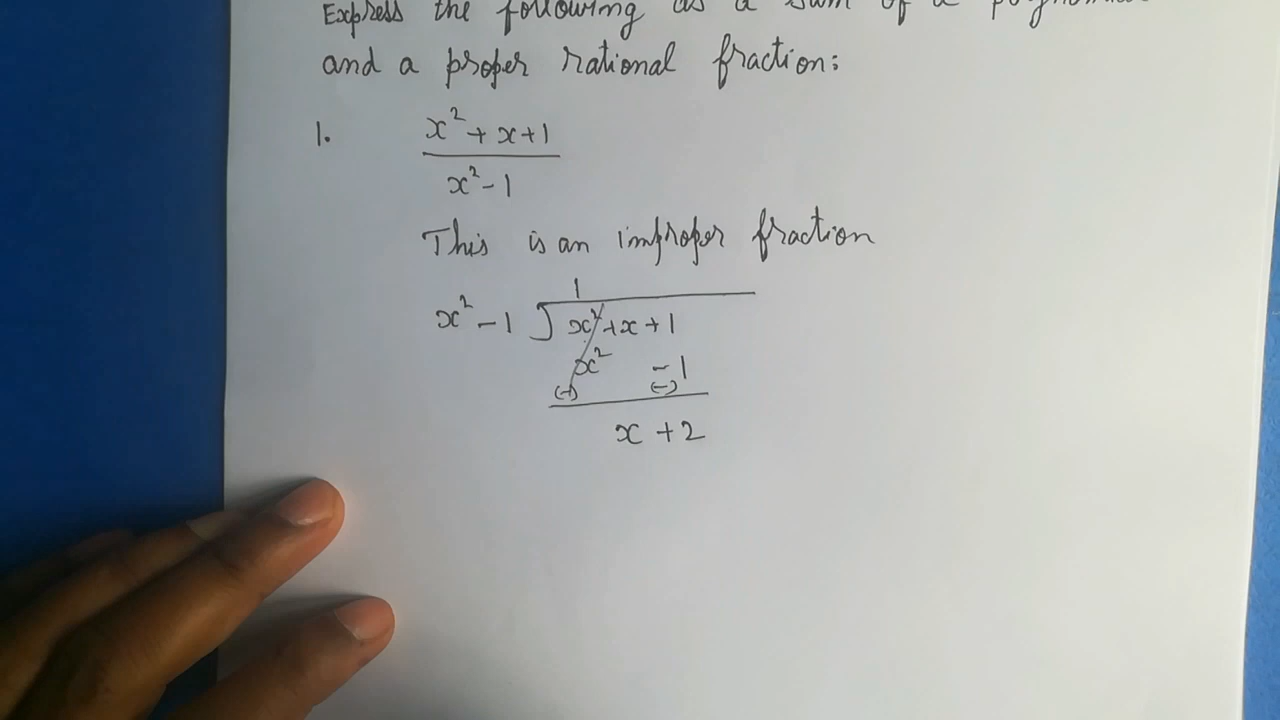 Express the following as a sum of a polynomial
and a proper rational fraction:
1. x² + x + 1
x² - 1
This is an improper fraction
1
x² - 1 ) x² + x + 1
x² - 1
(-) (-)
x + 2